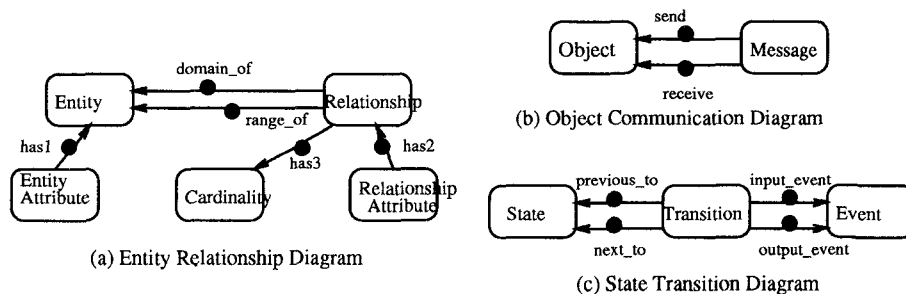 domain_of
Entity
Relationship
range_of
has1
has3
has2
Entity
Attribute
Cardinality
Relationship
Attribute
(a) Entity Relationship Diagram
send
Object
Message
receive
(b) Object Communication Diagram
previous_to
input_event
State
Transition
Event
next_to
output_event
(c) State Transition Diagram